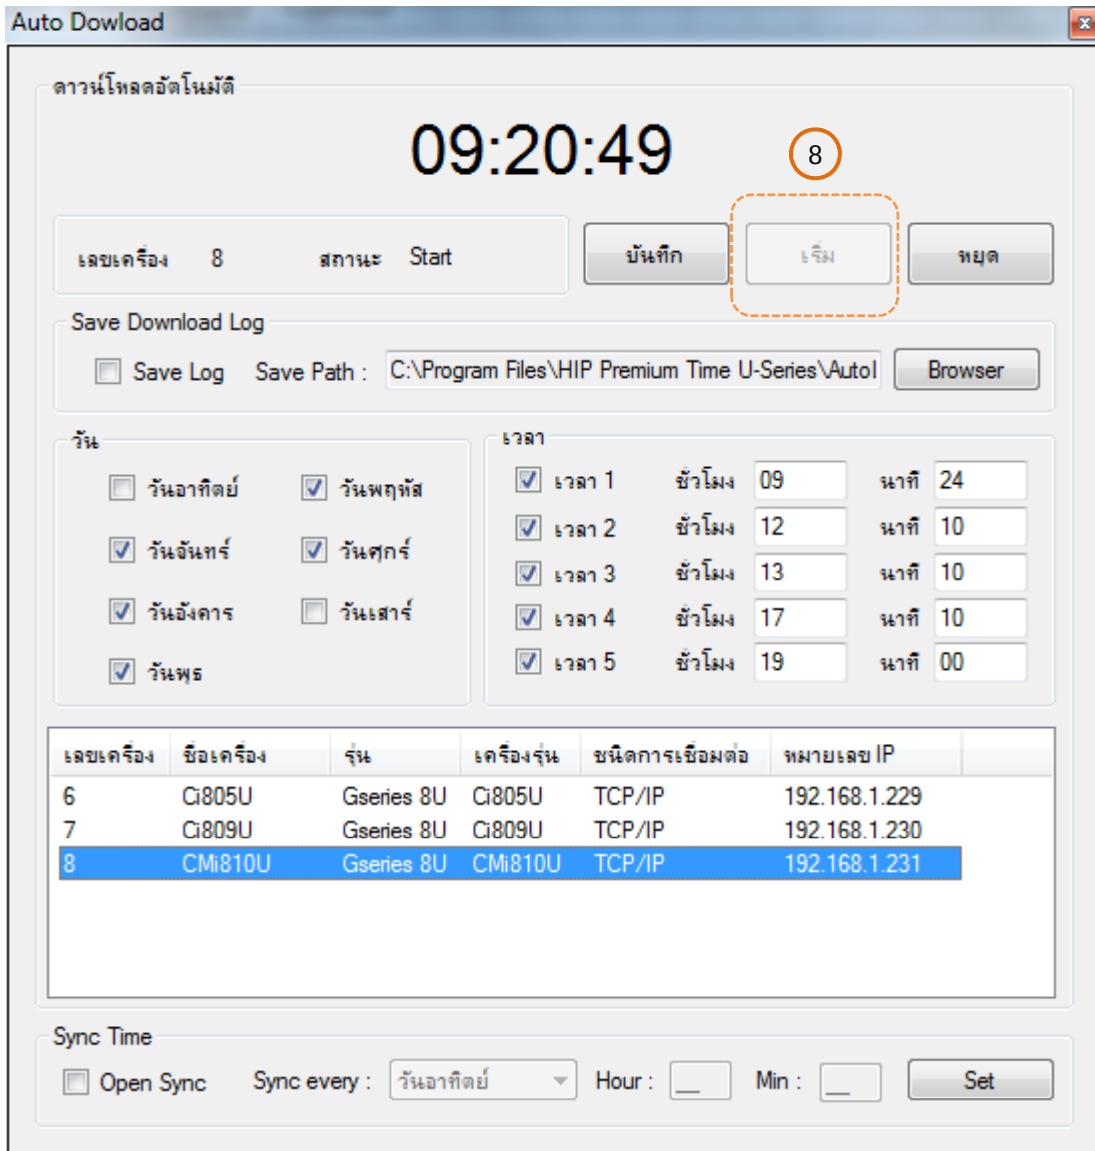 Auto Dowload
ดาวน์โหลดอัตโนมัติ
09:20:49
8
เลขเครื่อง 8 สถานะ Start บันทึก เริ่ม หยุด
Save Download Log
Save Log Save Path : C:\Program Files\HIP Premium Time U-Series\Autol Browser
วัน
วันอาทิตย์ วันพฤหัส
วันจันทร์ วันศุกร์
วันอังคาร วันเสาร์
วันพุธ
เวลา
เวลา 1 ชั่วโมง 09 นาที 24
เวลา 2 ชั่วโมง 12 นาที 10
เวลา 3 ชั่วโมง 13 นาที 10
เวลา 4 ชั่วโมง 17 นาที 10
เวลา 5 ชั่วโมง 19 นาที 00
เลขเครื่อง ชื่อเครื่อง รุ่น เครื่องรุ่น ชนิดการเชื่อมต่อ หมายเลข IP
6 Ci805U Gseries 8U Ci805U TCP/IP 192.168.1.229
7 Ci809U Gseries 8U Ci809U TCP/IP 192.168.1.230
8 CMi810U Gseries 8U CMi810U TCP/IP 192.168.1.231
Sync Time
Open Sync Sync every : วันอาทิตย์ Hour : __ Min : __ Set